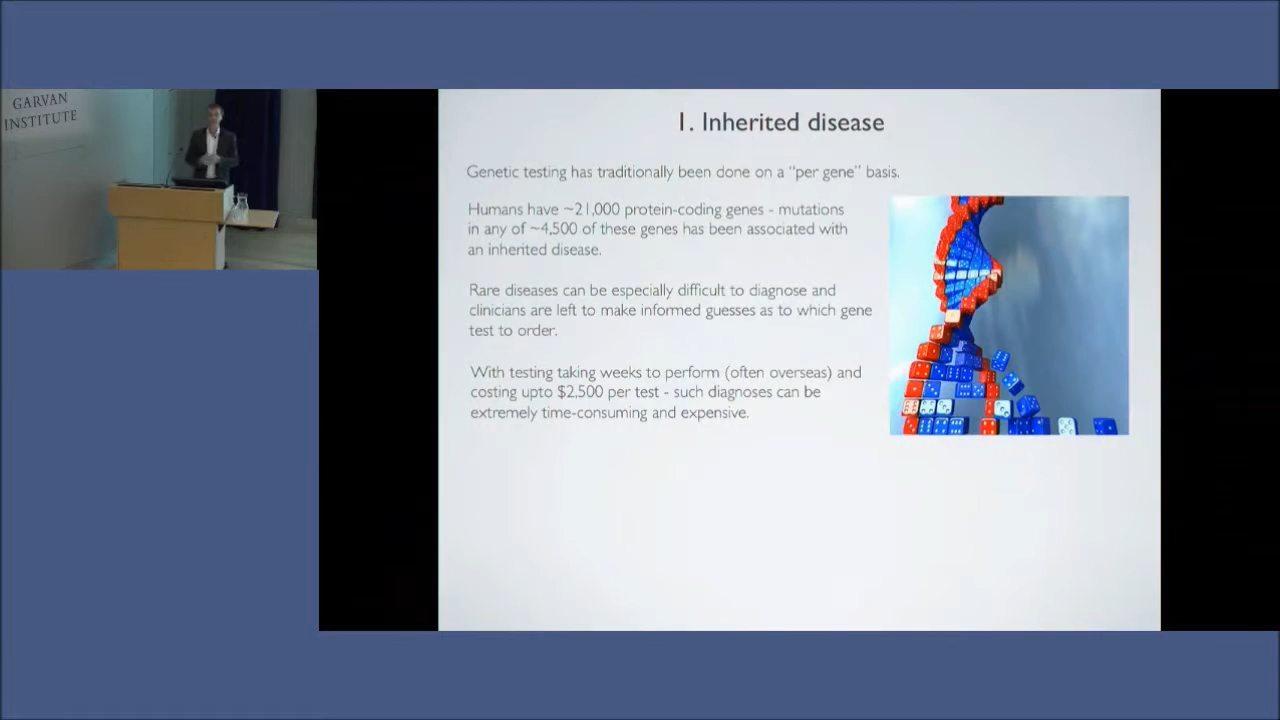 GARVAN
INSTITUTE
1. Inherited disease
Genetic testing has traditionally been done on a “per gene” basis.
Humans have ~21,000 protein-coding genes - mutations
in any of ~4,500 of these genes has been associated with
an inherited disease.
Rare diseases can be especially difficult to diagnose and
clinicians are left to make informed guesses as to which gene
test to order.
With testing taking weeks to perform (often overseas) and
costing upto $2,500 per test - such diagnoses can be
extremely time-consuming and expensive.